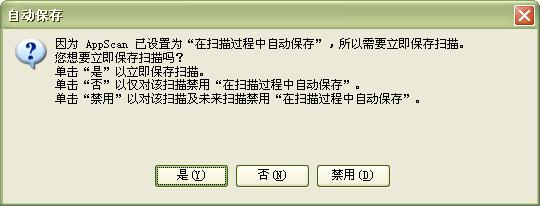 自动保存
因为 AppScan 已设置为“在扫描过程中自动保存”，所以需要立即保存扫描。
您想要立即保存扫描吗？
单击“是”以立即保存扫描。
单击“否”以仅对该扫描禁用“在扫描过程中自动保存”。
单击“禁用”以对该扫描及未来扫描禁用“在扫描过程中自动保存”。
是(Y) 否(N) 禁用(D)